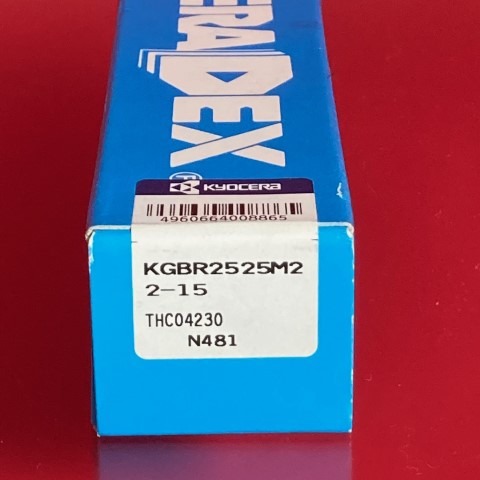 ERADEX
KYOCERA
4960664008865
KGBR2525M2
2-15
THC04230
N481